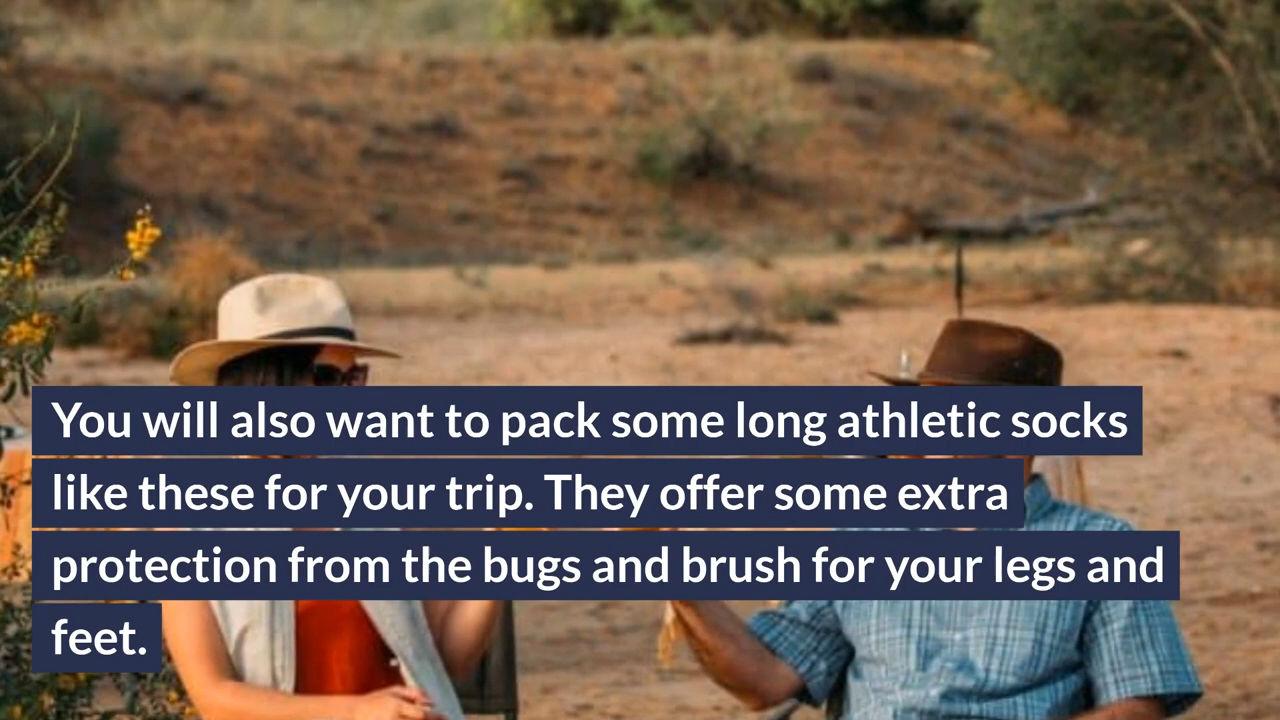 You will also want to pack some long athletic socks
like these for your trip. They offer some extra
protection from the bugs and brush for your legs and
feet.